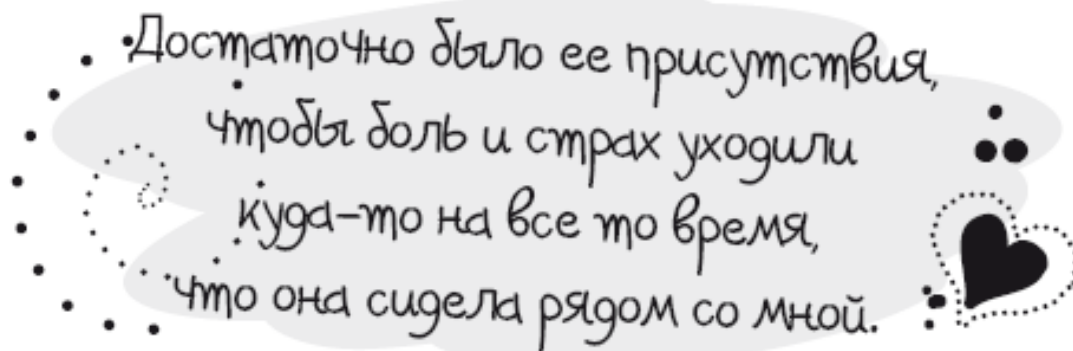 Достаточно было ее присутствия,
чтобы боль и страх уходили
куда-то на все то время,
что она сидела рядом со мной.